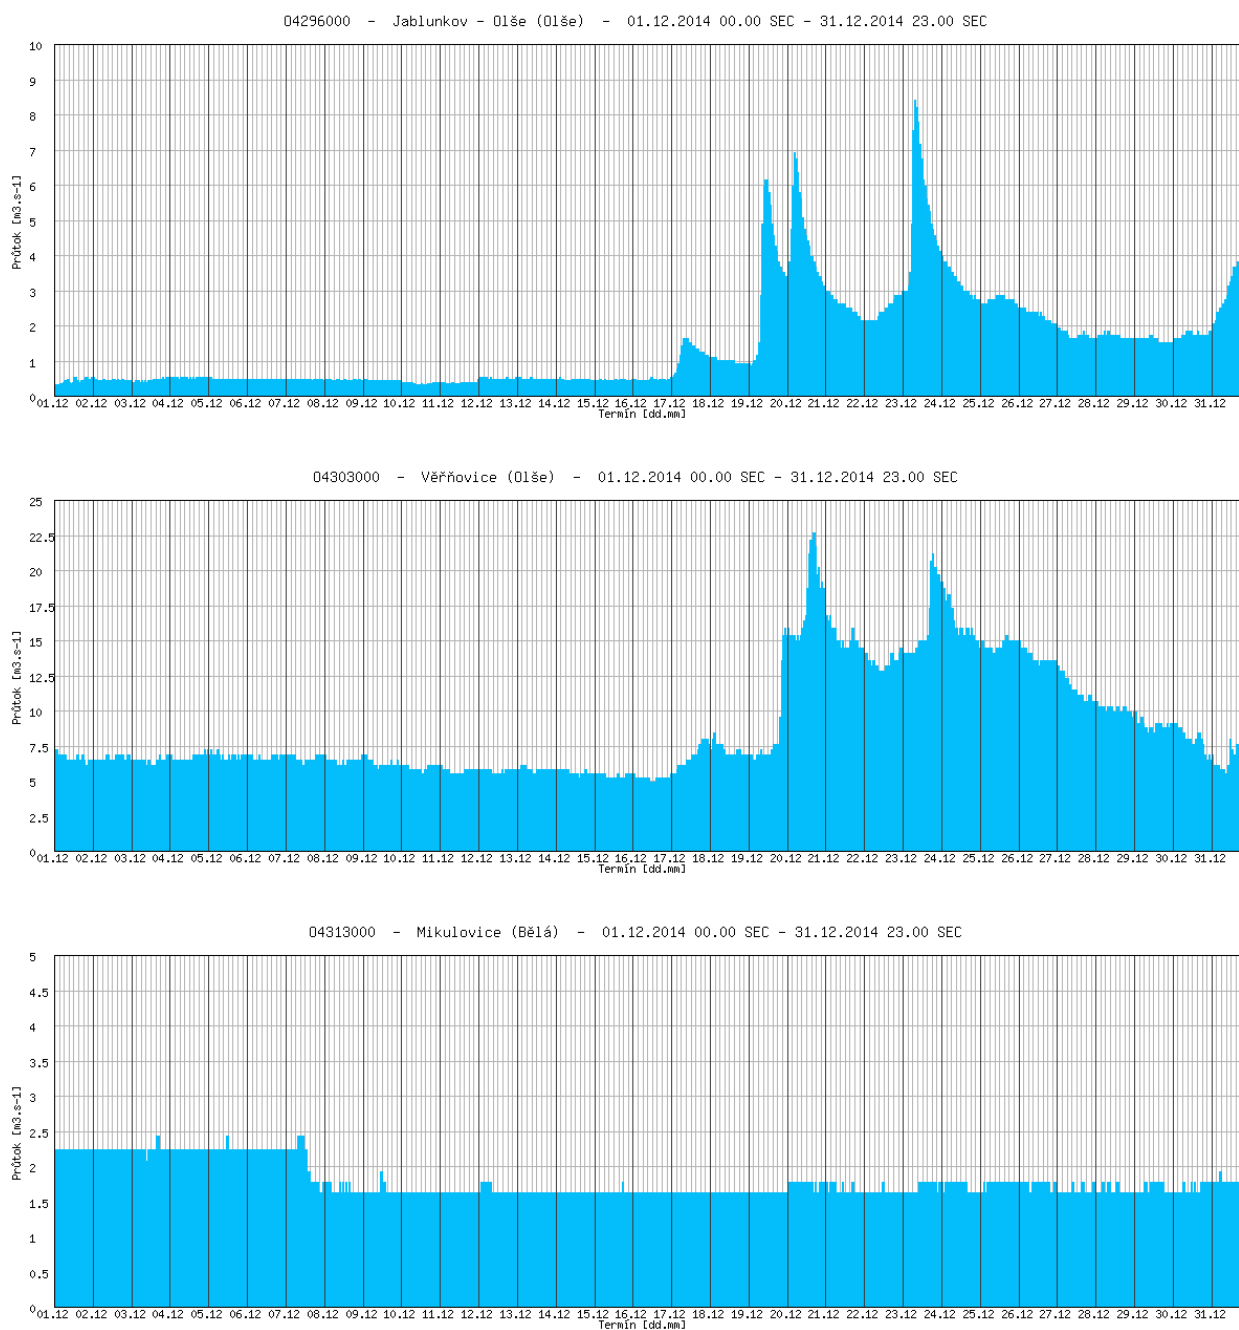 04296000 - Jablunkov - Olše (Olše) - 01.12.2014 00.00 SEC - 31.12.2014 23.00 SEC
10
9
8
7
6
5
4
3
2
1
0
Průtok [m3.s-1]
01.12 02.12 03.12 04.12 05.12 06.12 07.12 08.12 09.12 10.12 11.12 12.12 13.12 14.12 15.12 16.12 17.12 18.12 19.12 20.12 21.12 22.12 23.12 24.12 25.12 26.12 27.12 28.12 29.12 30.12 31.12
Termín [dd.mm]
04303000 - Věřňovice (Olše) - 01.12.2014 00.00 SEC - 31.12.2014 23.00 SEC
25
22.5
20
17.5
15
12.5
10
7.5
5
2.5
0
Průtok [m3.s-1]
01.12 02.12 03.12 04.12 05.12 06.12 07.12 08.12 09.12 10.12 11.12 12.12 13.12 14.12 15.12 16.12 17.12 18.12 19.12 20.12 21.12 22.12 23.12 24.12 25.12 26.12 27.12 28.12 29.12 30.12 31.12
Termín [dd.mm]
04313000 - Mikulovice (Bělá) - 01.12.2014 00.00 SEC - 31.12.2014 23.00 SEC
5
4.5
4
3.5
3
2.5
2
1.5
1
0.5
0
Průtok [m3.s-1]
01.12 02.12 03.12 04.12 05.12 06.12 07.12 08.12 09.12 10.12 11.12 12.12 13.12 14.12 15.12 16.12 17.12 18.12 19.12 20.12 21.12 22.12 23.12 24.12 25.12 26.12 27.12 28.12 29.12 30.12 31.12
Termín [dd.mm]